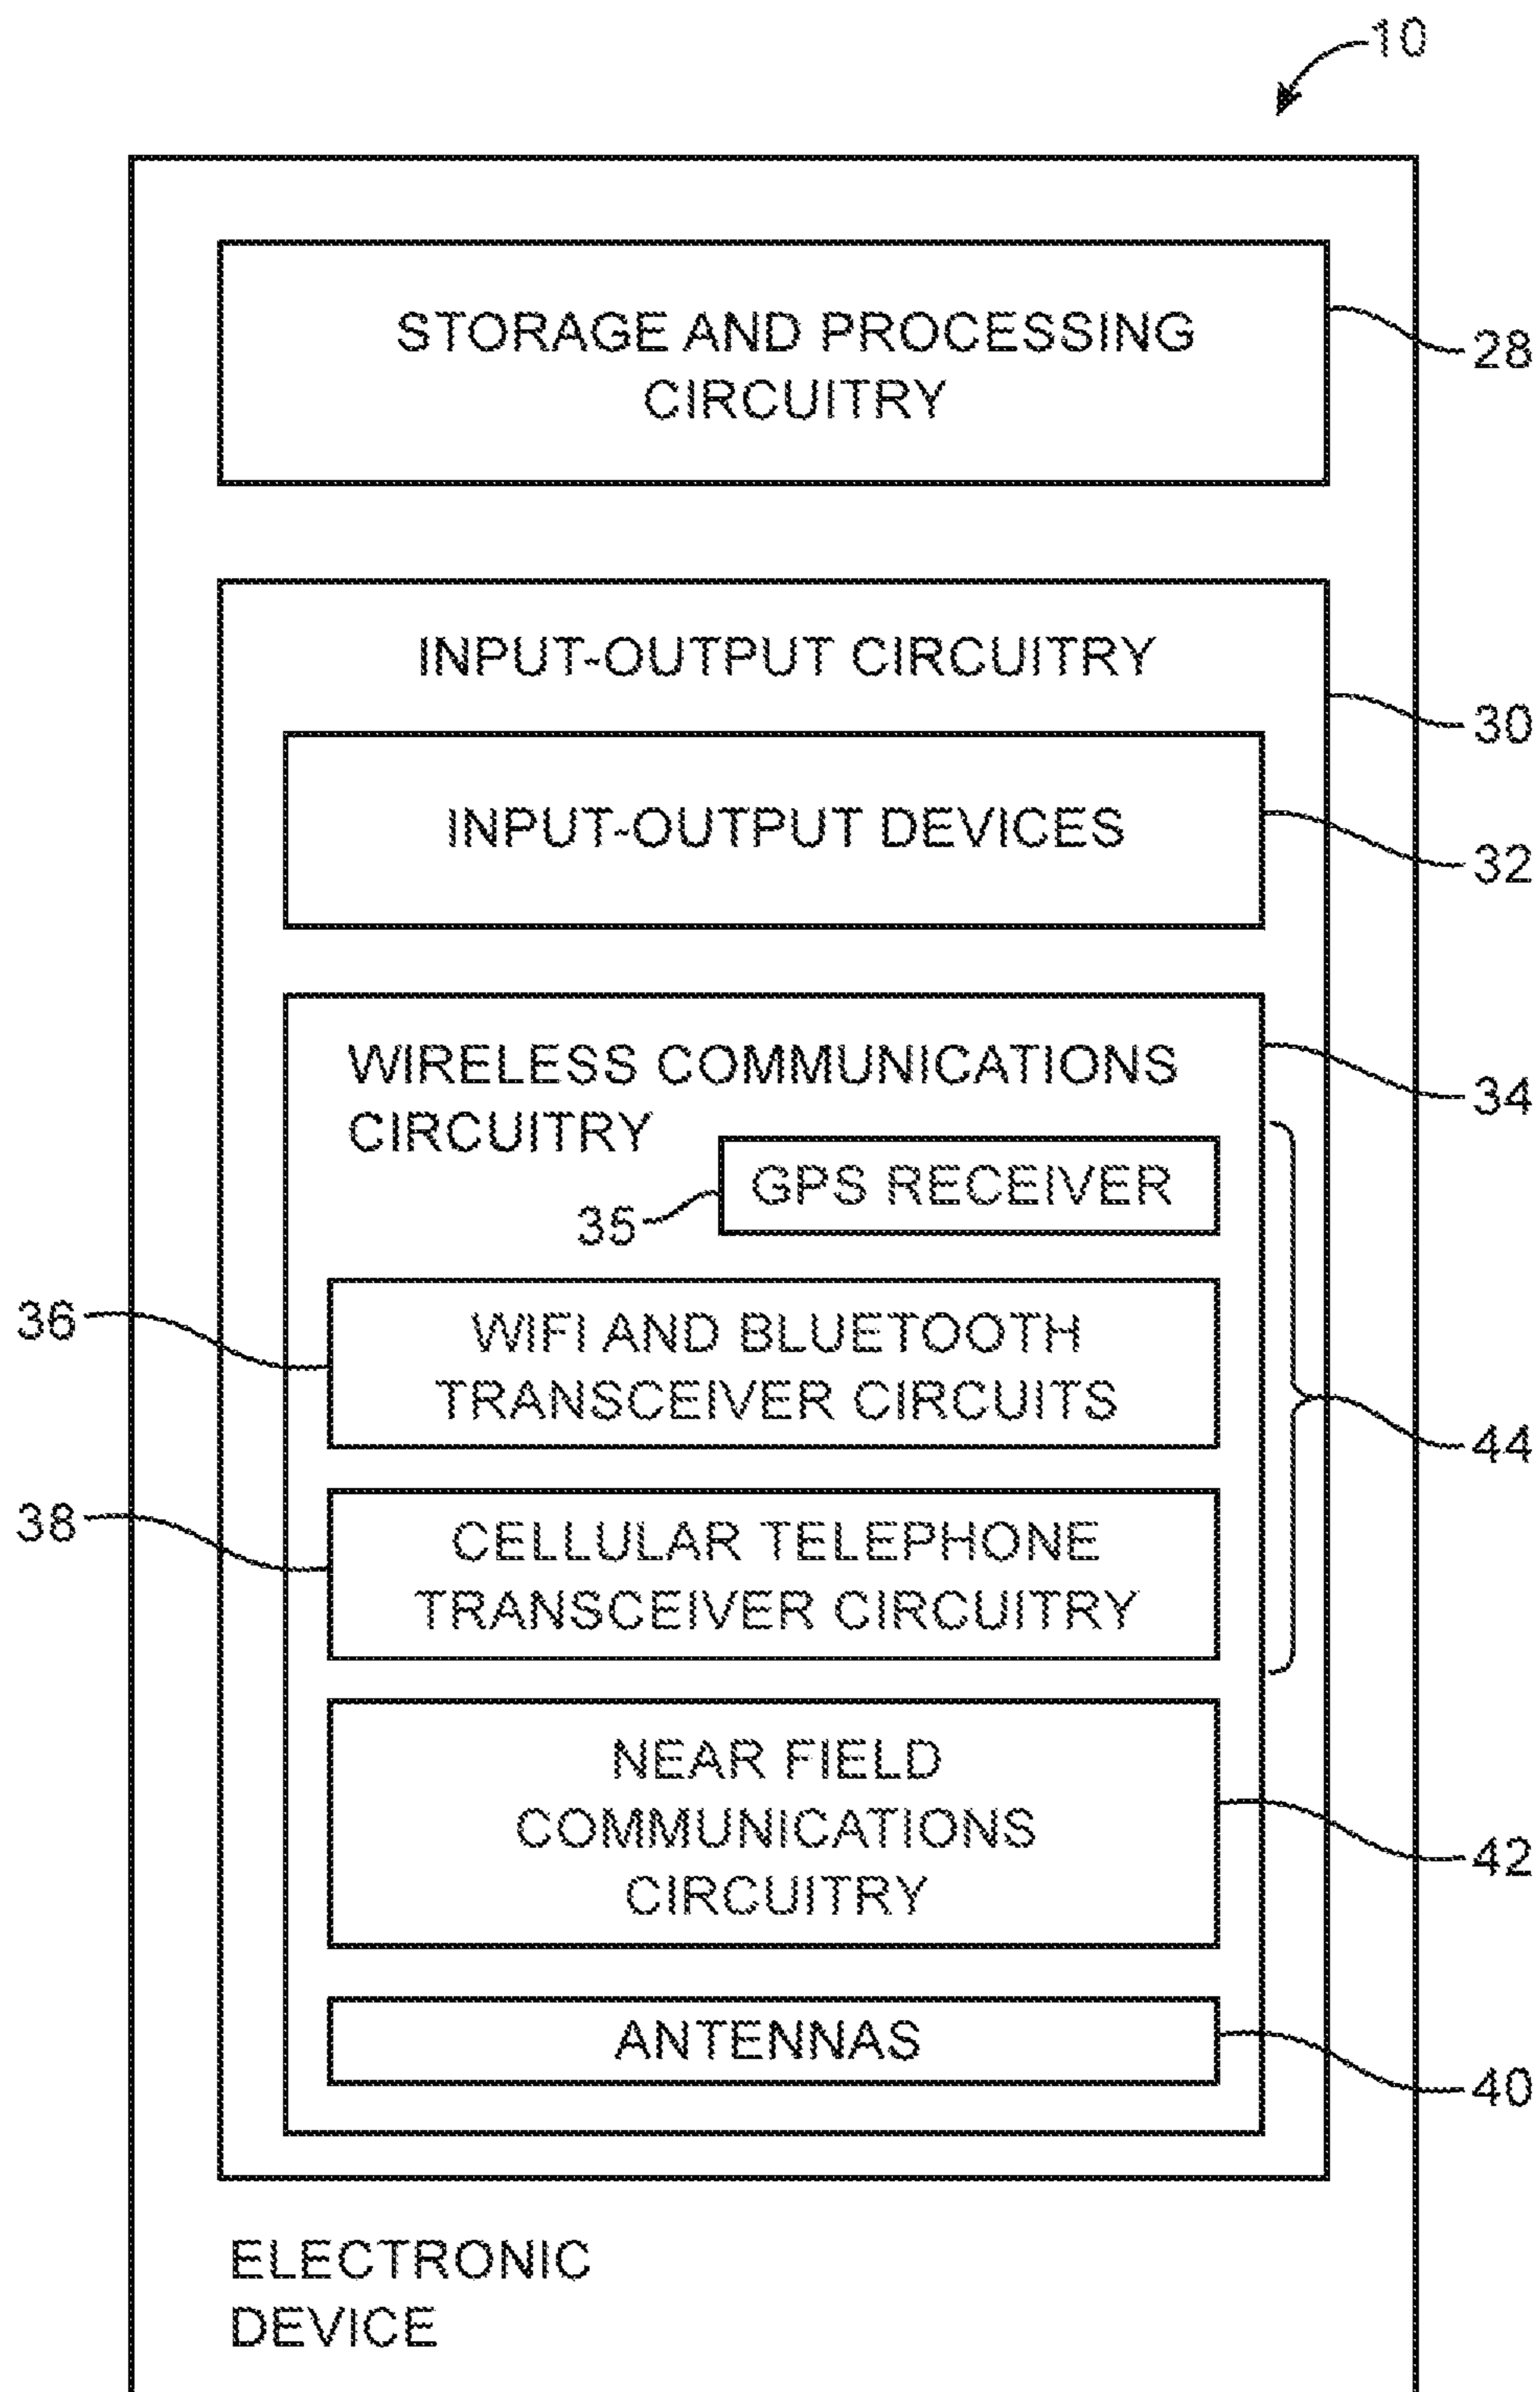 10
STORAGE AND PROCESSING
CIRCUITRY
28
INPUT-OUTPUT CIRCUITRY
30
INPUT-OUTPUT DEVICES
32
WIRELESS COMMUNICATIONS
CIRCUITRY
34
GPS RECEIVER
35
36
WIFI AND BLUETOOTH
TRANSCEIVER CIRCUITS
44
38
CELLULAR TELEPHONE
TRANSCEIVER CIRCUITRY
NEAR FIELD
COMMUNICATIONS
CIRCUITRY
42
ANTENNAS
40
ELECTRONIC
DEVICE